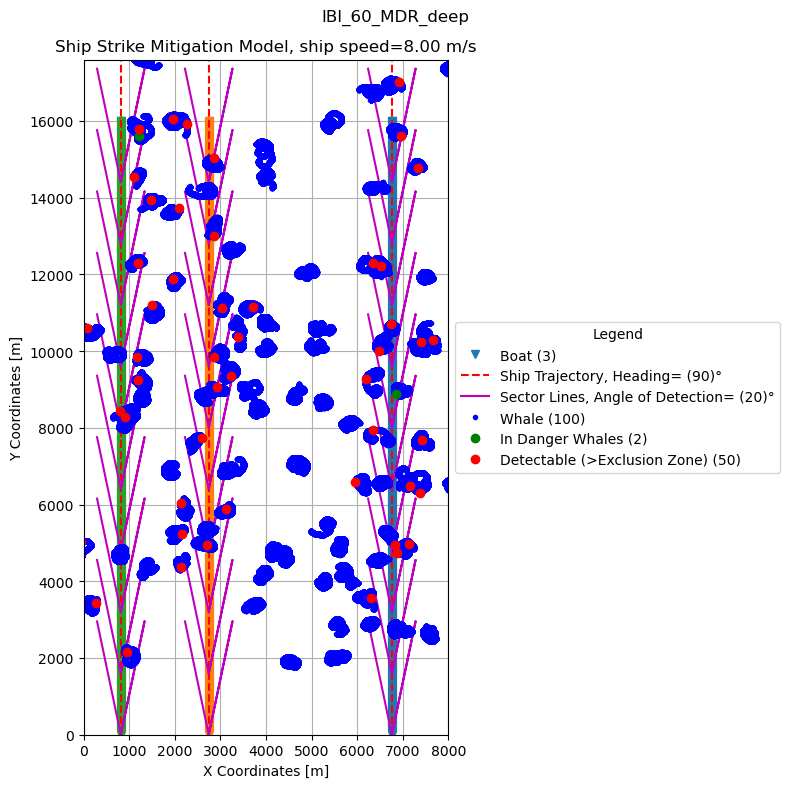 IBI_60_MDR_deep
Ship Strike Mitigation Model, ship speed=8.00 m/s
Y Coordinates [m]
16000
14000
12000
10000
8000
6000
4000
2000
0
0 1000 2000 3000 4000 5000 6000 7000 8000
X Coordinates [m]
Legend
Boat (3)
Ship Trajectory, Heading= (90)°
Sector Lines, Angle of Detection= (20)°
Whale (100)
In Danger Whales (2)
Detectable (>Exclusion Zone) (50)